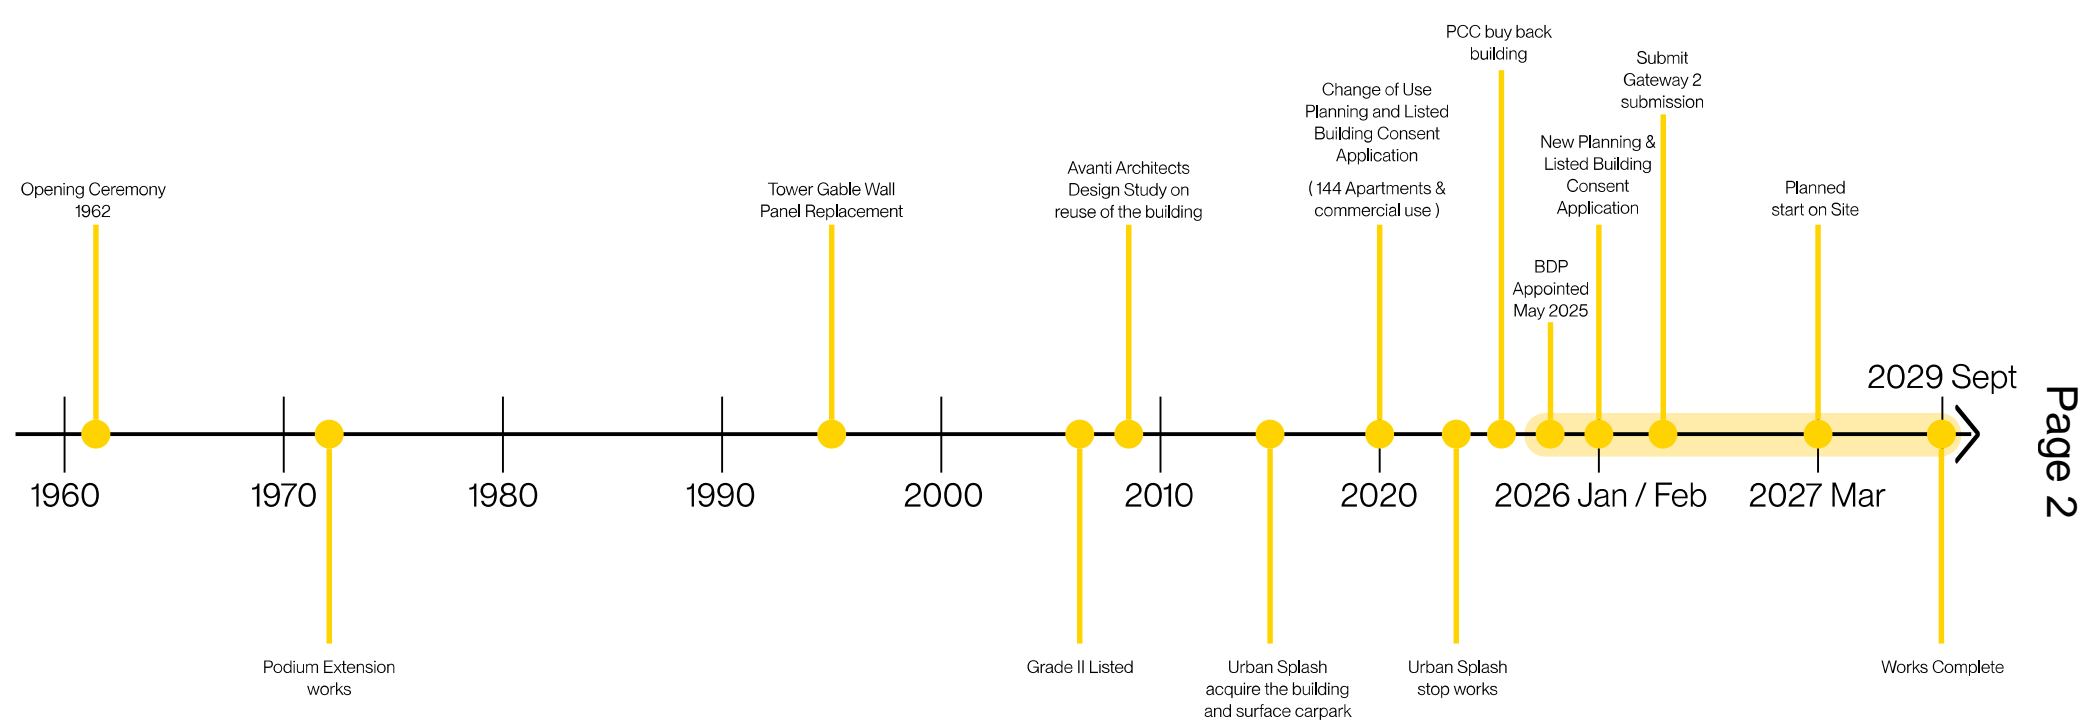 Opening Ceremony
1962
Tower Gable Wall
Panel Replacement
Avanti Architects
Design Study on
reuse of the building
Change of Use
Planning and Listed
Building Consent
Application
( 144 Apartments &
commercial use )
PCC buy back
building
BDP
Appointed
May 2025
New Planning &
Listed Building
Consent
Application
Submit
Gateway 2
submission
Planned
start on Site
2029 Sept
1960
1970
1980
1990
2000
2010
2020
2026 Jan / Feb
2027 Mar
Podium Extension
works
Grade II Listed
Urban Splash
acquire the building
and surface carpark
Urban Splash
stop works
Works Complete
Page 2